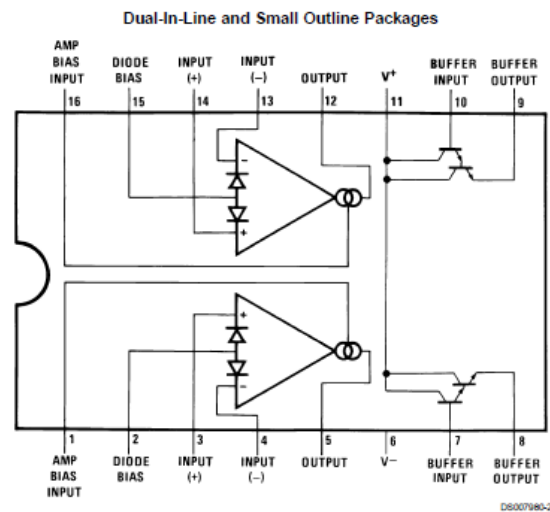 Dual-In-Line and Small Outline Packages
AMP
BIAS
INPUT
DIODE
BIAS
INPUT
(+)
INPUT
(–)
OUTPUT
V+
BUFFER
INPUT
BUFFER
OUTPUT
16 15 14 13 12 11 10 9
–
+
+
–
1 2 3 4 5 6 7 8
AMP
BIAS
INPUT
DIODE
BIAS
INPUT
(+)
INPUT
(–)
OUTPUT
V–
BUFFER
INPUT
BUFFER
OUTPUT
DS007980-2